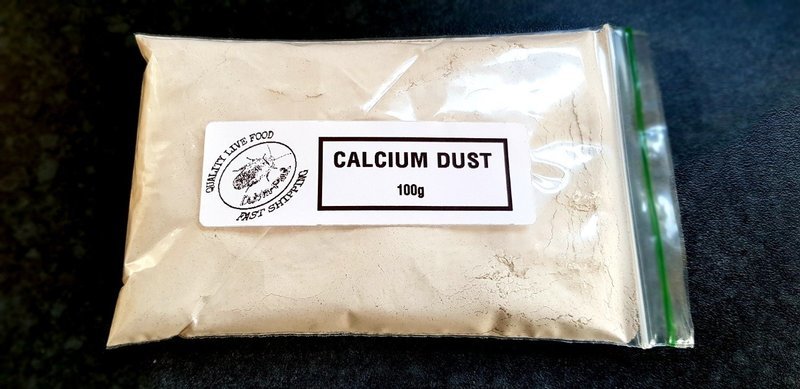 QUALITY LIVE FOOD
FAST SHIPPING
CALCIUM DUST
100g